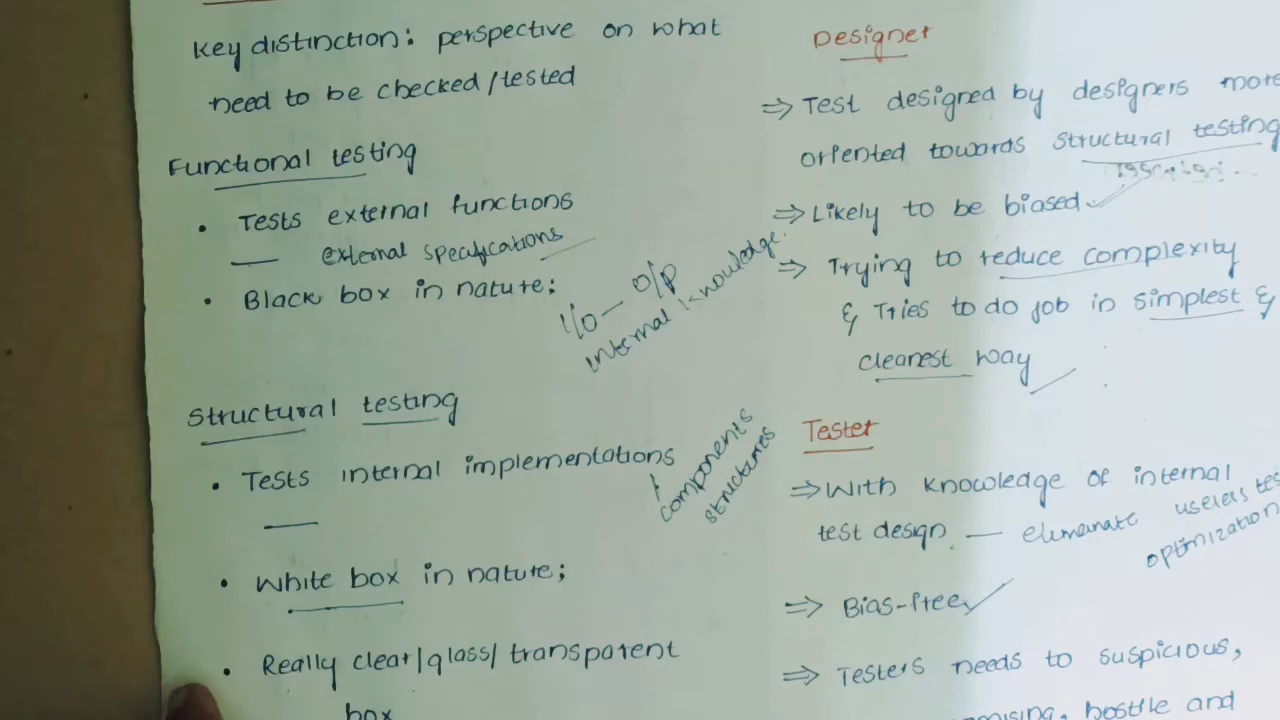 Key distinction: perspective on what
need to be checked/tested
Functional testing
• Tests external functions
— external specifications
• Black box in nature;
i/o — o/p
internal knowledge.
Structural testing
• Tests internal implementations
—
components
structures
• White box in nature;
• Really clear/glass/transparent
box
Designer
⇒ Test designed by designers more
oriented towards structural testing
⇒ Likely to be biased
⇒ Trying to reduce complexity
& Tries to do job in simplest &
cleanest way
Tester
⇒ With knowledge of internal
test design. — elimanate useless
optimization
⇒ Bias-free
⇒ Testers needs to suspicious,
hostile and